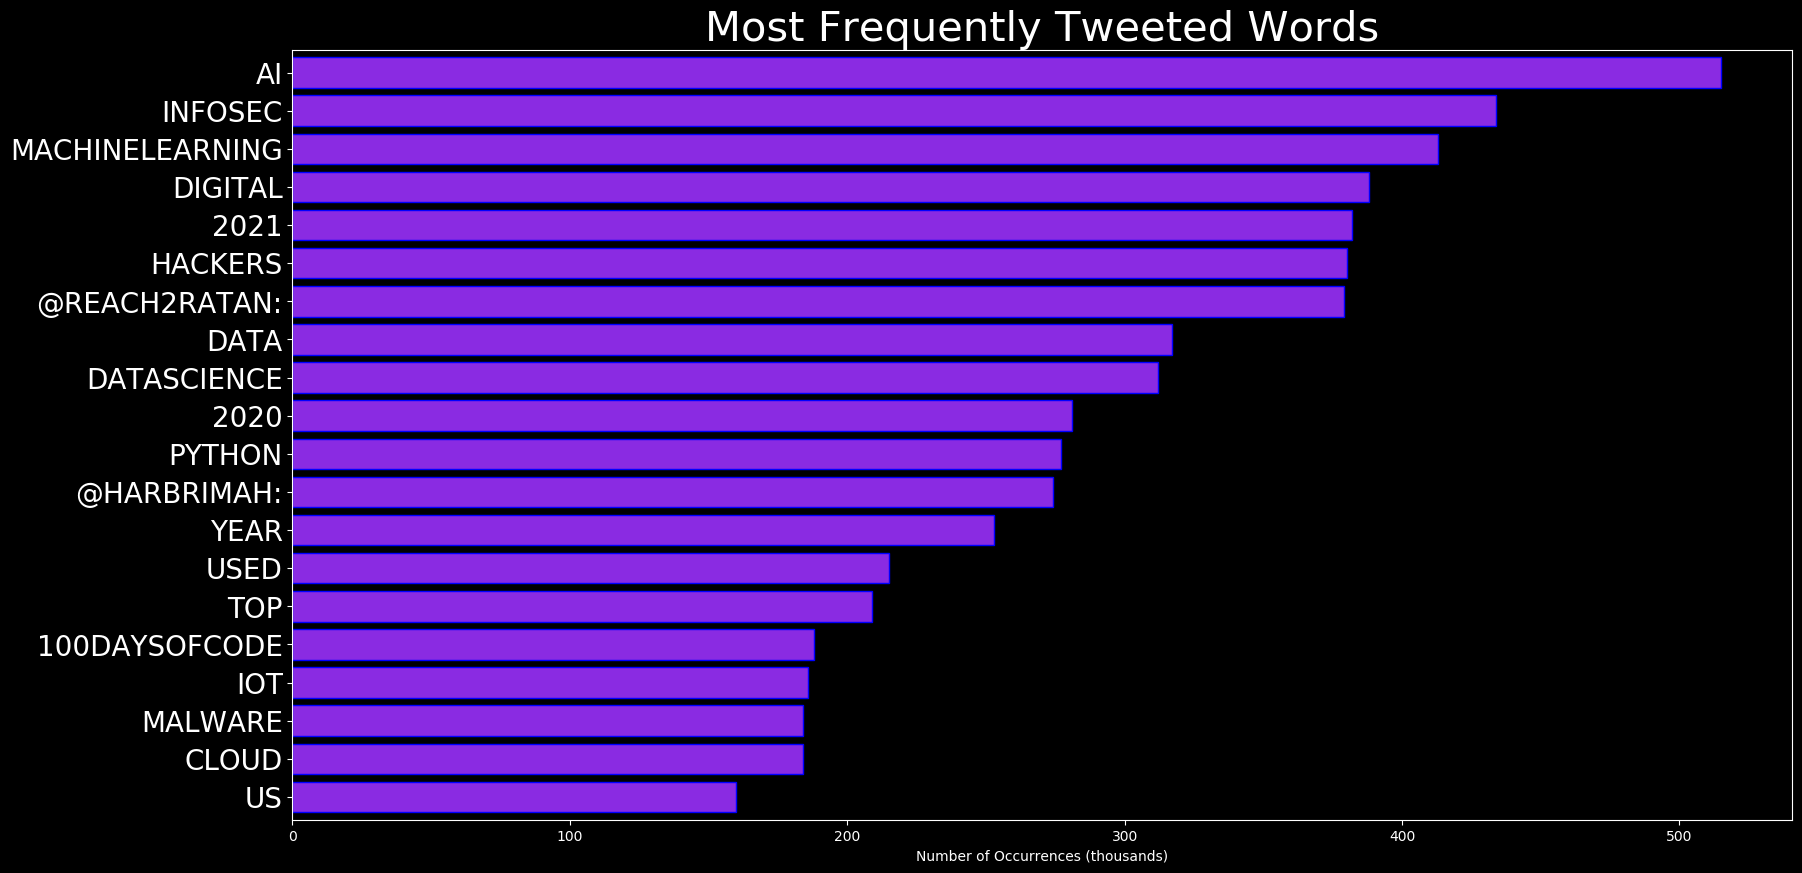 Most Frequently Tweeted Words
AI
INFOSEC
MACHINELEARNING
DIGITAL
2021
HACKERS
@REACH2RATAN:
DATA
DATASCIENCE
2020
PYTHON
@HARBRIMAH:
YEAR
USED
TOP
100DAYSOFCODE
IOT
MALWARE
CLOUD
US
0 100 200 300 400 500
Number of Occurrences (thousands)